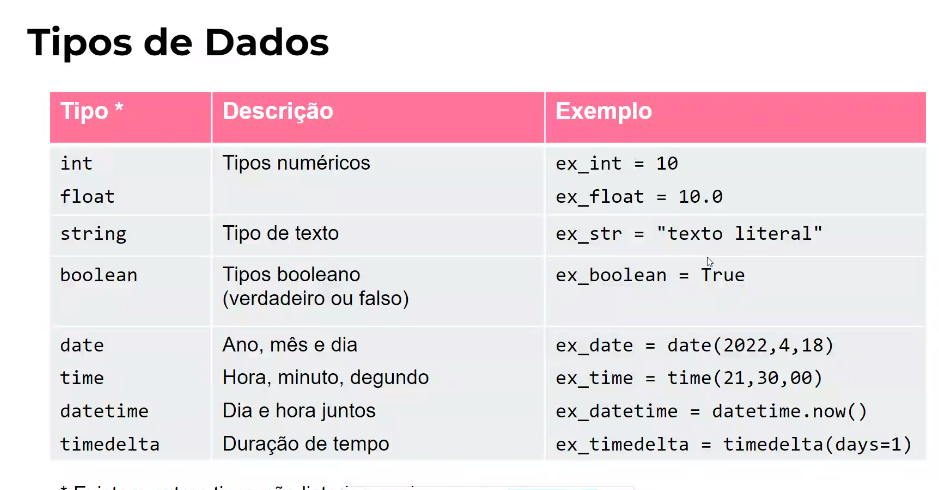 Tipos de Dados
Tipo * Descrição Exemplo
int Tipos numéricos ex_int = 10
float ex_float = 10.0
string Tipo de texto ex_str = "texto literal"
boolean Tipos booleano ex_boolean = True
(verdadeiro ou falso)
date Ano, mês e dia ex_date = date(2022,4,18)
time Hora, minuto, degundo ex_time = time(21,30,00)
datetime Dia e hora juntos ex_datetime = datetime.now()
timedelta Duração de tempo ex_timedelta = timedelta(days=1)